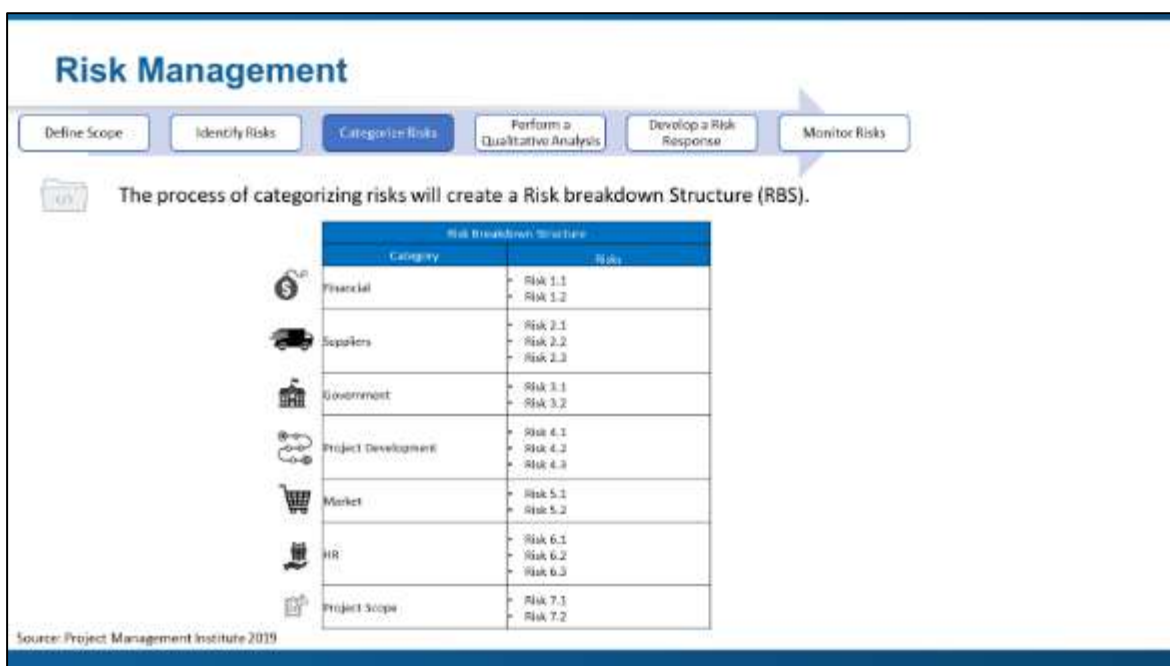 Risk Management
Define Scope
Identify Risks
Categorize Risks
Perform a
Qualitative Analysis
Develop a Risk
Response
Monitor Risks
The process of categorizing risks will create a Risk breakdown Structure (RBS).
Risk Breakdown Structure
Category Risks
Financial
• Risk 1.1
• Risk 1.2
Suppliers
• Risk 2.1
• Risk 2.2
• Risk 2.3
Government
• Risk 3.1
• Risk 3.2
Project Development
• Risk 4.1
• Risk 4.2
• Risk 4.3
Market
• Risk 5.1
• Risk 5.2
HR
• Risk 6.1
• Risk 6.2
• Risk 6.3
Project Scope
• Risk 7.1
• Risk 7.2
Source: Project Management Institute 2019